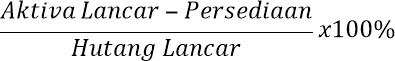 Aktiva Lancar – Persediaan
Hutang Lancar
x100%